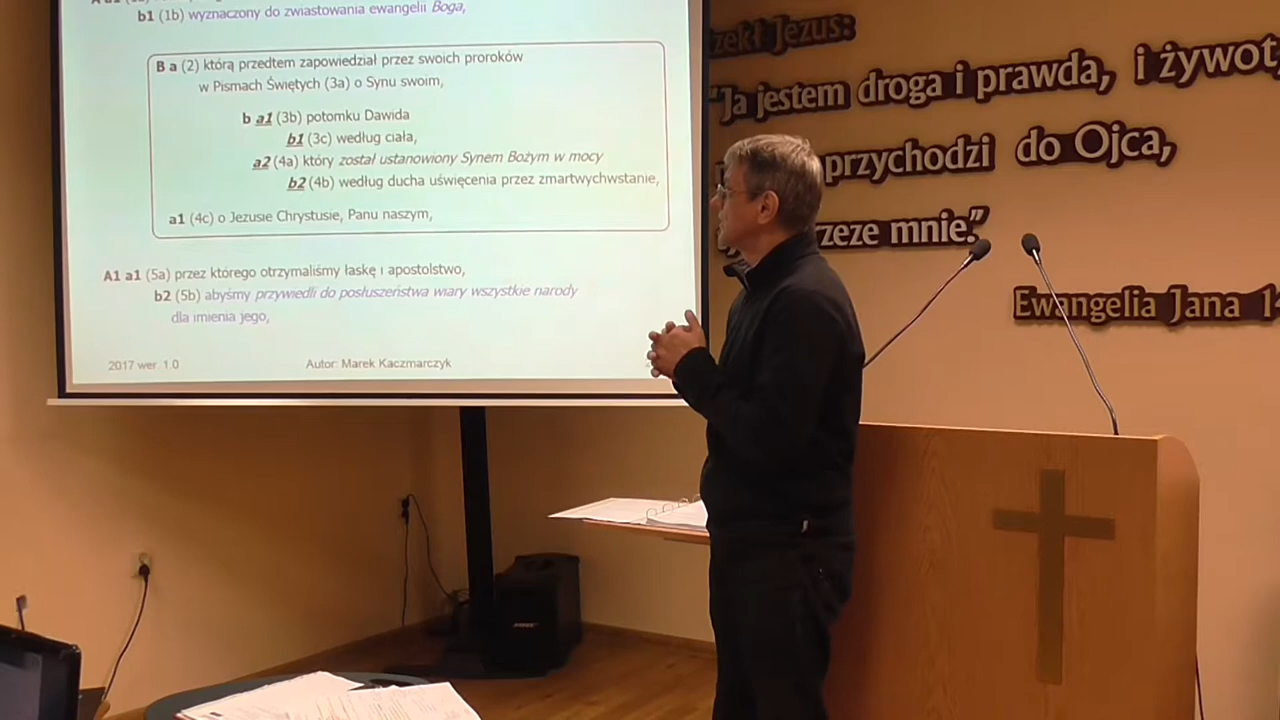 b1 (1b) wyznaczony do zwiastowania ewangelii Boga,
B a (2) którą przedtem zapowiedział przez swoich proroków
w Pismach Świętych (3a) o Synu swoim,
b a1 (3b) potomku Dawida
b1 (3c) według ciała,
a2 (4a) który został ustanowiony Synem Bożym w mocy
b2 (4b) według ducha uświęcenia przez zmartwychwstanie,
a1 (4c) o Jezusie Chrystusie, Panu naszym,
A1 a1 (5a) przez którego otrzymaliśmy łaskę i apostolstwo,
b2 (5b) abyśmy przywiedli do posłuszeństwa wiary wszystkie narody
dla imienia jego,
2017 wer. 1.0 Autor: Marek Kaczmarczyk
Jezus:
"Ja jestem droga i prawda, i żywot,
przychodzi do Ojca,
mnie."
Ewangelia Jana